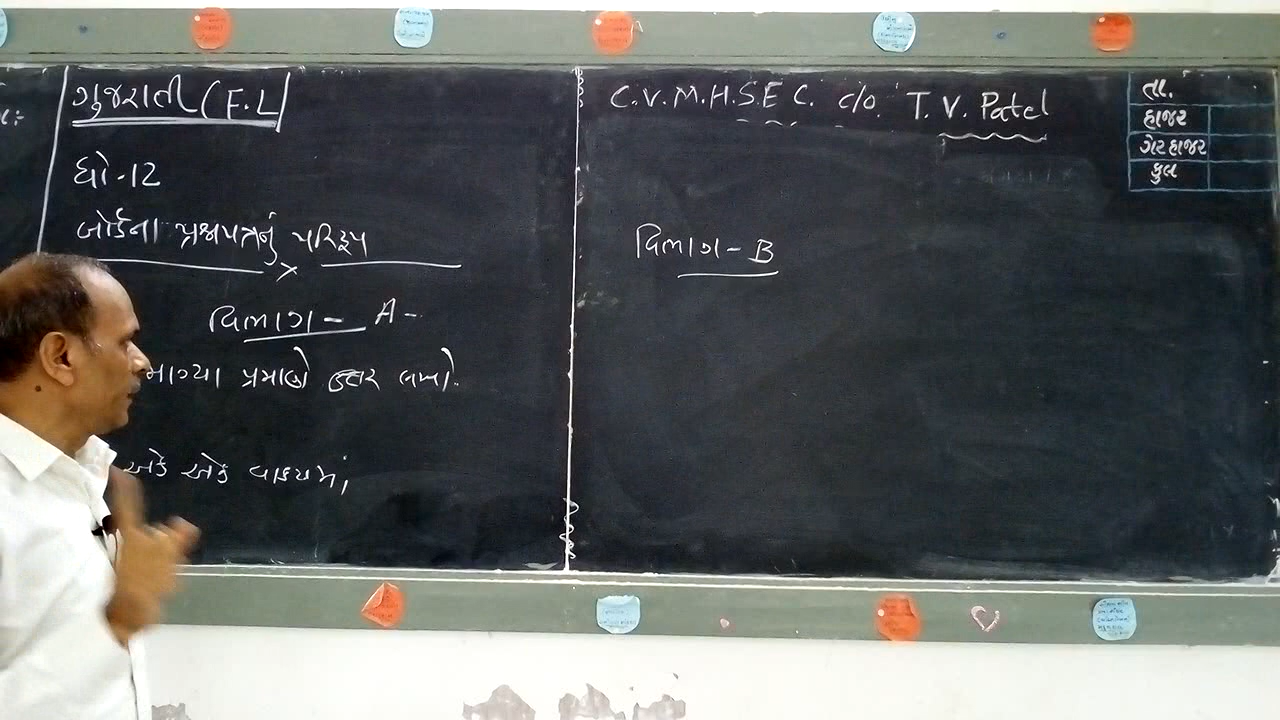 ગુજરાતી (F.L)
ધો-12
બોર્ડના પ્રશ્નપત્રનું પરિરૂપ
વિભાગ - A -
માગ્યા પ્રમાણે ઉત્તર લખો.
એક એક વાક્યમાં
C.V.M.H.S.E C. c/o. T. V. Patel
વિભાગ - B
તા.
હાજર
ગેરહાજર
કુલ